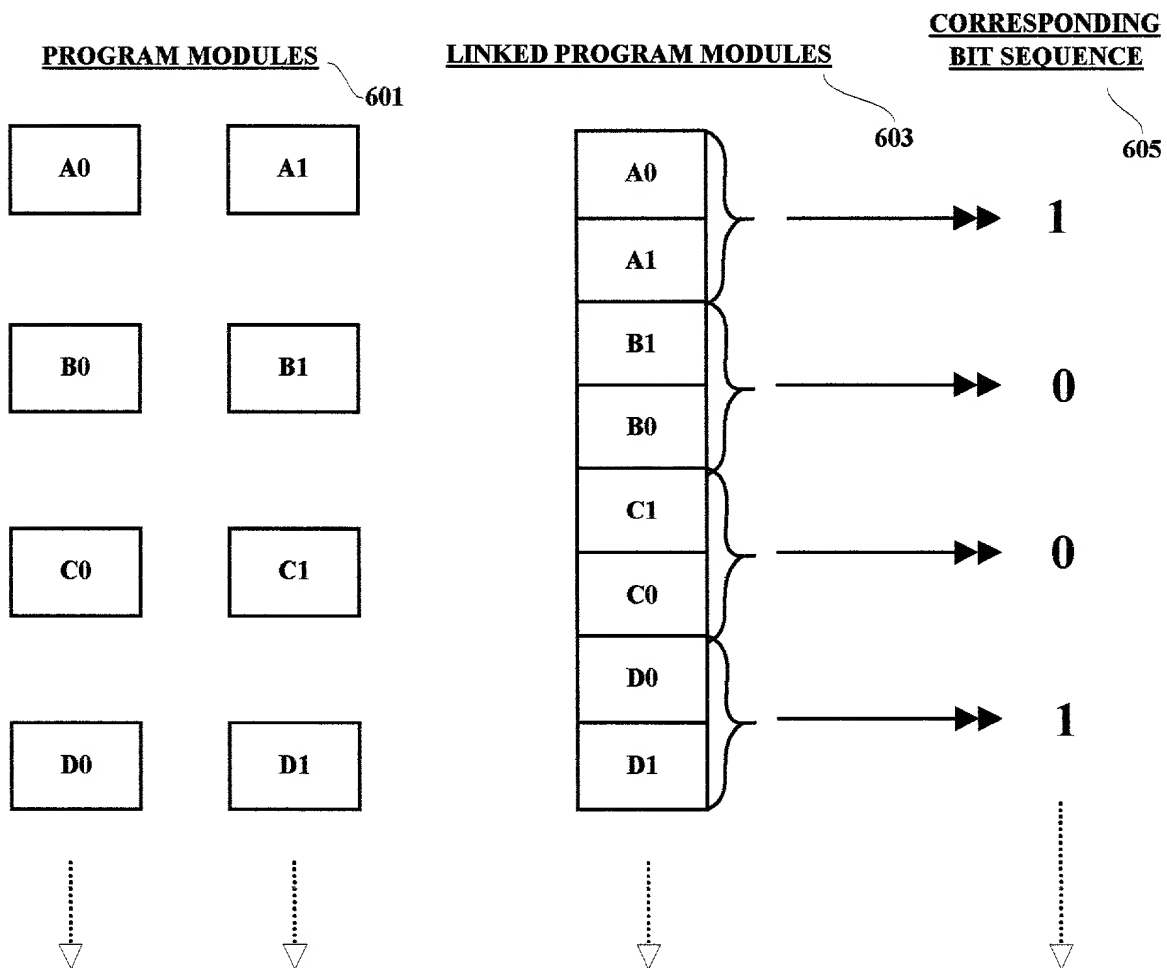 PROGRAM MODULES
601
LINKED PROGRAM MODULES
603
CORRESPONDING
BIT SEQUENCE
605
A0 A1
B0 B1
C0 C1
D0 D1
A0
A1
B1
B0
C1
C0
D0
D1
1
0
0
1